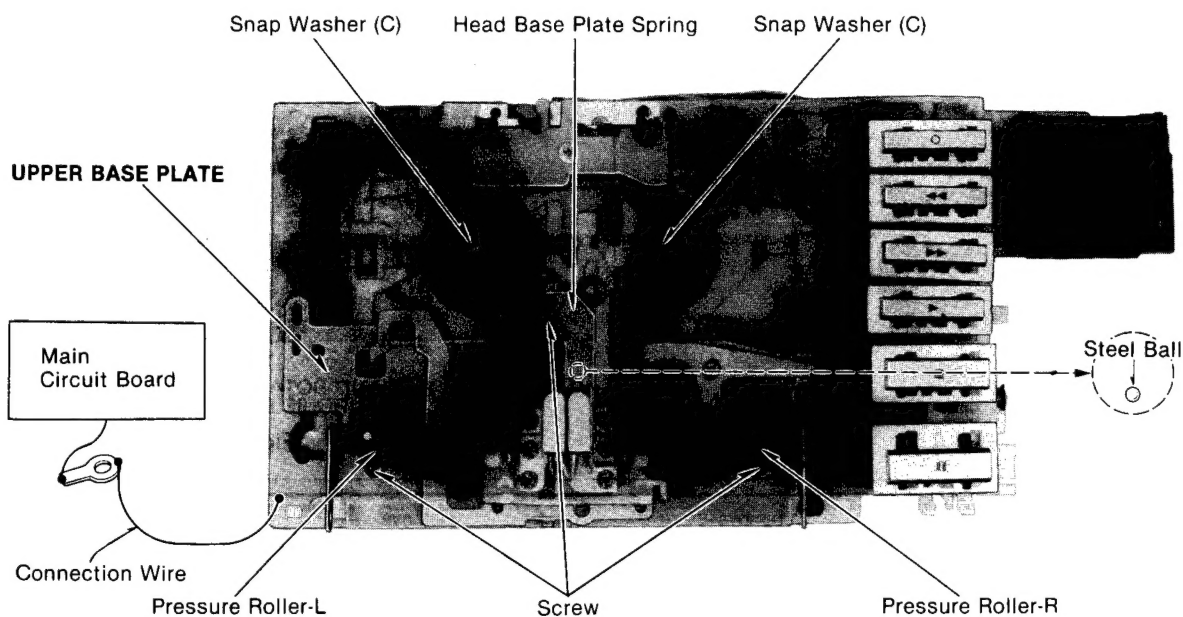 Snap Washer (C)
Head Base Plate Spring
Snap Washer (C)
UPPER BASE PLATE
Main
Circuit Board
Steel Ball
Connection Wire
Pressure Roller-L
Screw
Pressure Roller-R